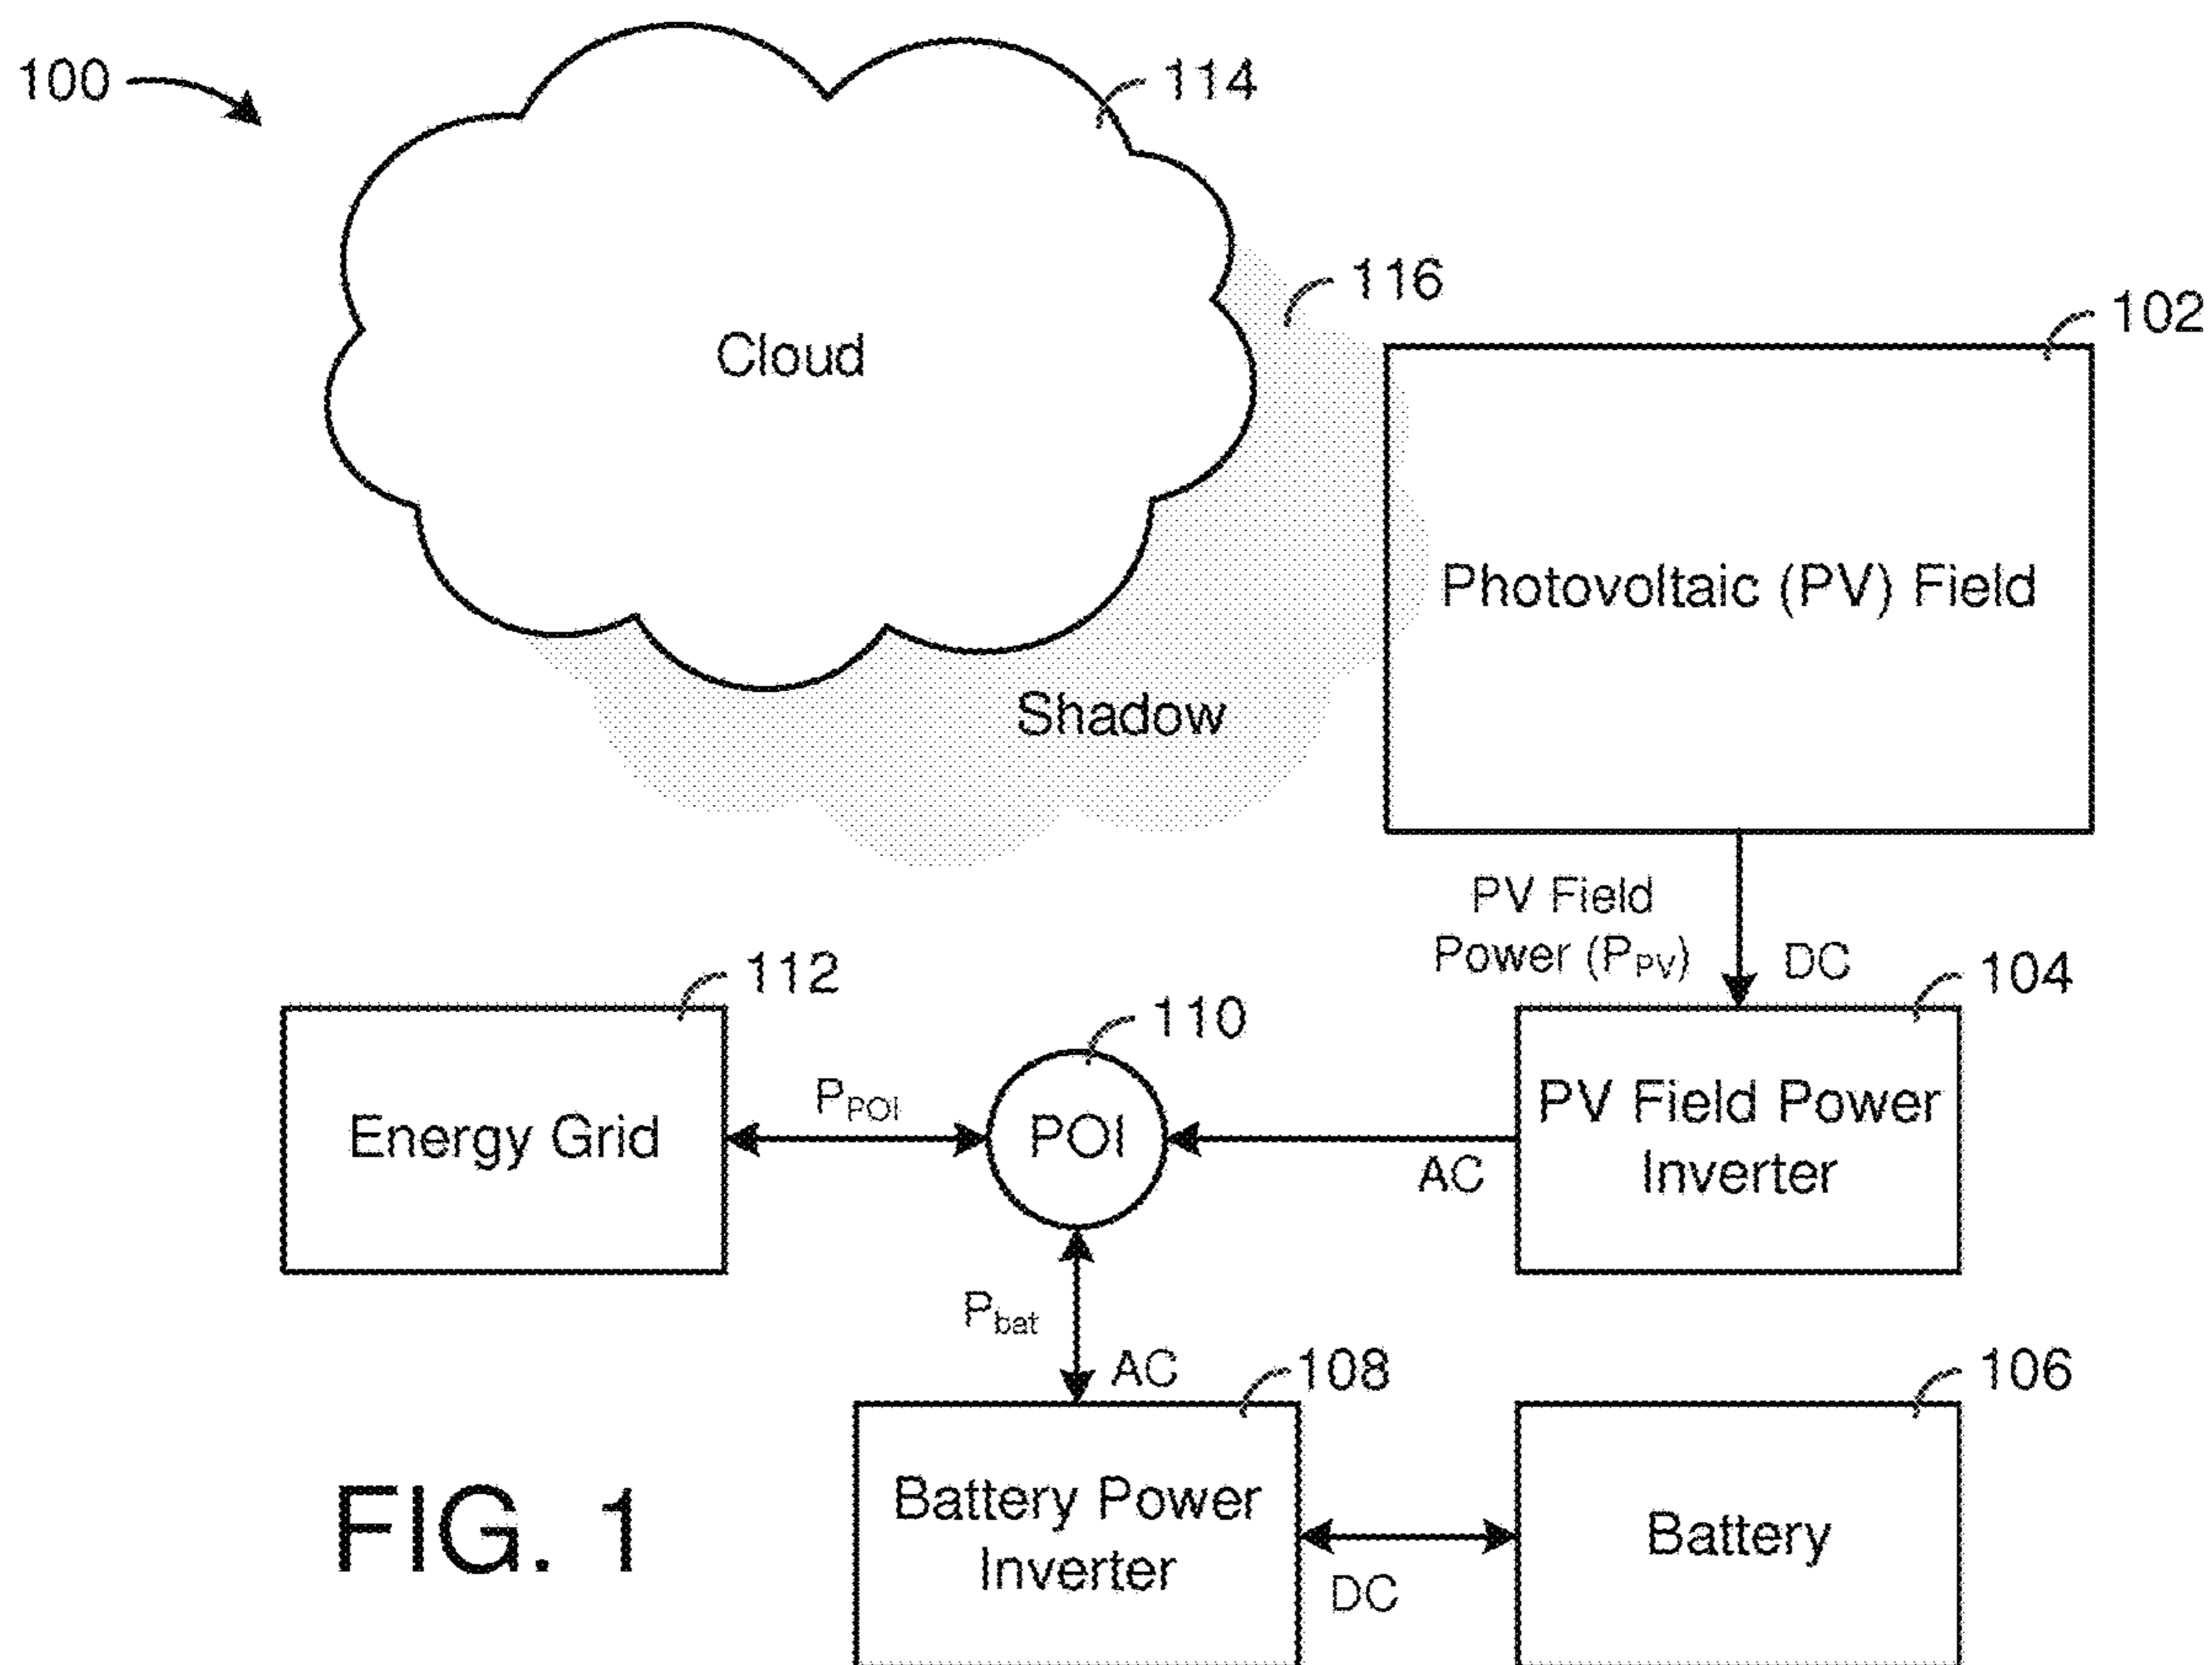 100
114
116
102
Cloud
Photovoltaic (PV) Field
Shadow
PV Field
Power (PPV)
DC
104
112
110
PPOI
Energy Grid
POI
PV Field Power
Inverter
AC
Pbat
AC
108
106
Battery Power
Inverter
Battery
DC
FIG. 1